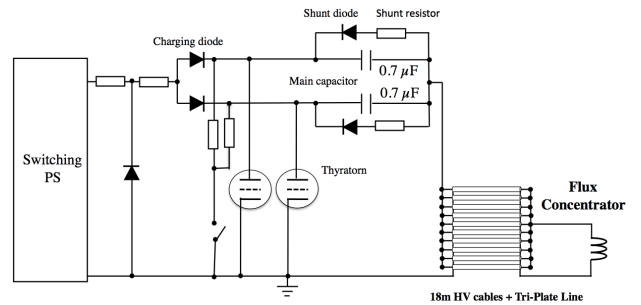 Shunt diode
Shunt resistor
Charging diode
0.7 μF
Main capacitor
0.7 μF
Switching
PS
Thyratorn
Flux
Concentrator
18m HV cables + Tri-Plate Line